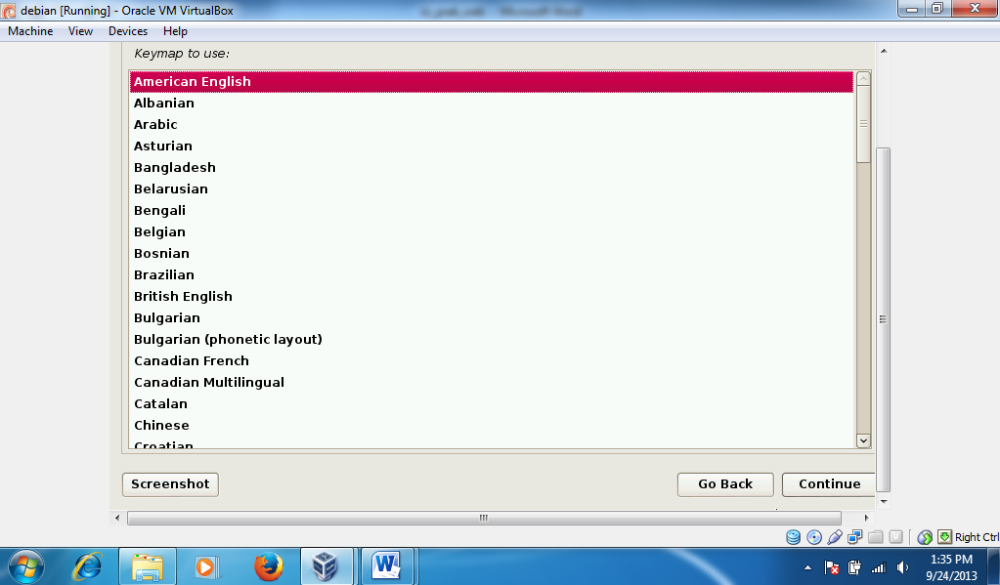 debian [Running] - Oracle VM VirtualBox
Machine View Devices Help
Keymap to use:
American English
Albanian
Arabic
Asturian
Bangladesh
Belarusian
Bengali
Belgian
Bosnian
Brazilian
British English
Bulgarian
Bulgarian (phonetic layout)
Canadian French
Canadian Multilingual
Catalan
Chinese
Croatian
Screenshot Go Back Continue
Right Ctrl
1:35 PM
9/24/2013